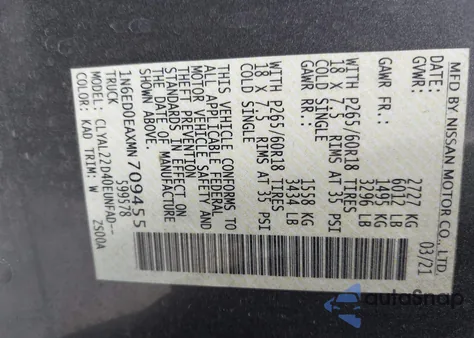 MFD BY NISSAN MOTOR CO., LTD.
DATE: 03/21
GVWR: 2727 KG
6012 LB
GAWR FR.: 1495 KG
3296 LB
WITH P265/60R18 TIRES
18 X 7.5 RIMS AT 35 PSI
COLD SINGLE
GAWR RR.: 1558 KG
3434 LB
WITH P265/60R18 TIRES
18 X 7.5 RIMS AT 35 PSI
COLD SINGLE
THIS VEHICLE CONFORMS TO
ALL APPLICABLE FEDERAL
MOTOR VEHICLE SAFETY AND
THEFT PREVENTION
STANDARDS IN EFFECT ON
THE DATE OF MANUFACTURE
SHOWN ABOVE.
1N6ED0EAXMN709455
TRUCK 599578
MODEL: CLYALZZD40EUNFAD--
COLOR: KAD TRIM: W ZS00A
autoSnap